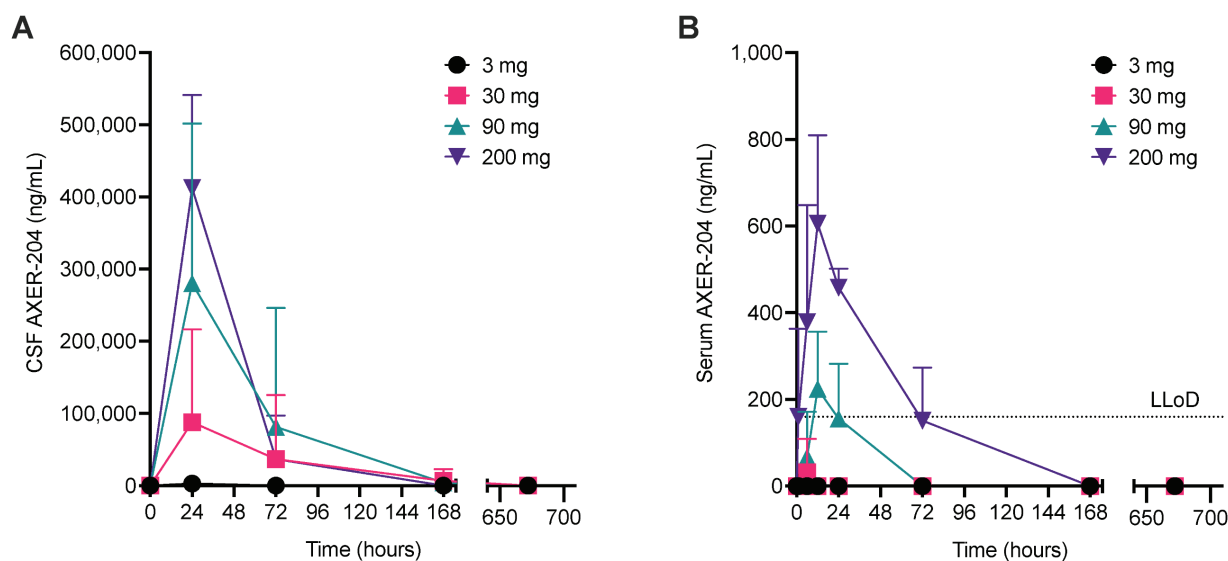 A
CSF AXER-204 (ng/mL)
600,000
500,000
400,000
300,000
200,000
100,000
0
3 mg
30 mg
90 mg
200 mg
0 24 48 72 96 120 144 168 650 700
Time (hours)
B
Serum AXER-204 (ng/mL)
1,000
800
600
400
200
0
3 mg
30 mg
90 mg
200 mg
LLoD
0 24 48 72 96 120 144 168 650 700
Time (hours)